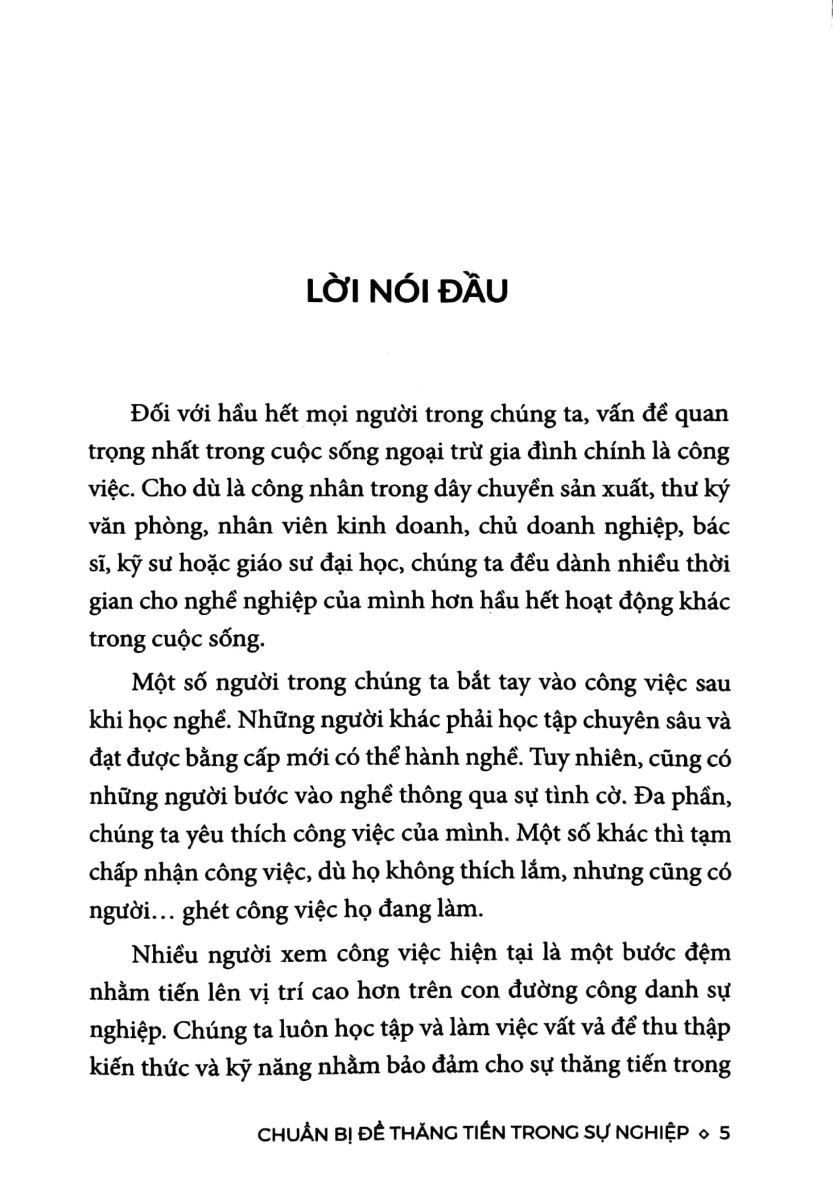 LỜI NÓI ĐẦU
Đối với hầu hết mọi người trong chúng ta, vấn đề quan
trọng nhất trong cuộc sống ngoại trừ gia đình chính là công
việc. Cho dù là công nhân trong dây chuyền sản xuất, thư ký
văn phòng, nhân viên kinh doanh, chủ doanh nghiệp, bác
sĩ, kỹ sư hoặc giáo sư đại học, chúng ta đều dành nhiều thời
gian cho nghề nghiệp của mình hơn hầu hết hoạt động khác
trong cuộc sống.
Một số người trong chúng ta bắt tay vào công việc sau
khi học nghề. Những người khác phải học tập chuyên sâu và
đạt được bằng cấp mới có thể hành nghề. Tuy nhiên, cũng có
những người bước vào nghề thông qua sự tình cờ. Đa phần,
chúng ta yêu thích công việc của mình. Một số khác thì tạm
chấp nhận công việc, dù họ không thích lắm, nhưng cũng có
người... ghét công việc họ đang làm.
Nhiều người xem công việc hiện tại là một bước đệm
nhằm tiến lên vị trí cao hơn trên con đường công danh sự
nghiệp. Chúng ta luôn học tập và làm việc vất vả để thu thập
kiến thức và kỹ năng nhằm bảo đảm cho sự thăng tiến trong
CHUẨN BỊ ĐỂ THĂNG TIẾN TRONG SỰ NGHIỆP ⋄ 5